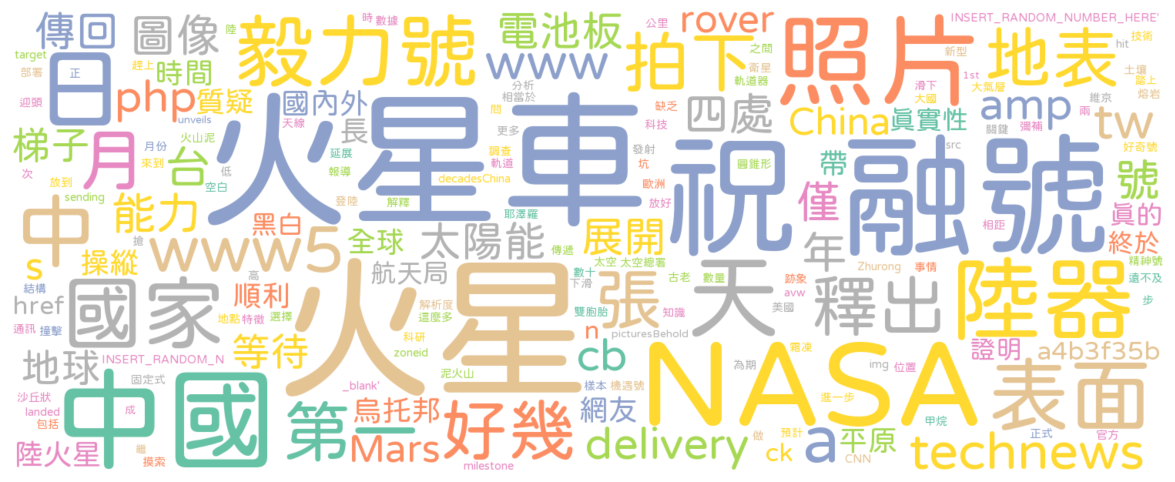 傳回 圖像 毅力號 電池板 時 數據 公里 rover 之間 INSERT_RANDOM_NUMBER_HERE'
target 日 陸 趕上 時間 www 拍下 衛星 照片 新型 地表 hit 技術
部署 正 php 質疑 國內外 分析 相當於 軌道器 滑下 1st 土壤 踏上
迎頭 unveils 火星車 悶 缺乏 四處 大國 大氣層 amp 維京 熔岩
梯子 月 月份 火山泥 天線 長 延展 更多 科技 China 眞實性 關鍵 彌補 兩 tw
次 台 來到 低 報導 調查 軌道 發射 坑 圓錐形 src 好奇號
放到 空白 登陸 解釋 decadesChina 歐洲 祝 帶 融號 號
sending 中 能力 黑白 搶 耶澤羅 放好 僅 相距 眞的
www5 全球 太陽能 展開 傳遞 太空 太空總署 年 終於
s 操縱 高 航天局 數十 下滑 古老 數量 跡象 Zhurong 事情 精神號
結構 國家 順利 火星 解析度 這麼多 雙胞胎 張 天 釋出 陸器 遠不及
href 地點 特徵 選擇 科研 n 知識 美國 avw 步
通訊 撞擊 INSERT_RANDOM_N 等待 zoneid picturesBehold 霜凍 證明 a4b3f35b
地球 固定式 _blank' 泥火山 cb 樣本 機遇號 為期 img 位置
沙丘狀 中國 第一 烏托邦 好幾 網友 NASA 進一步 甲烷 表面
landed 包括 成 Mars delivery 做 預計 a 平原 正式 官方
陸火星 摸索 milestone ck CNN technews